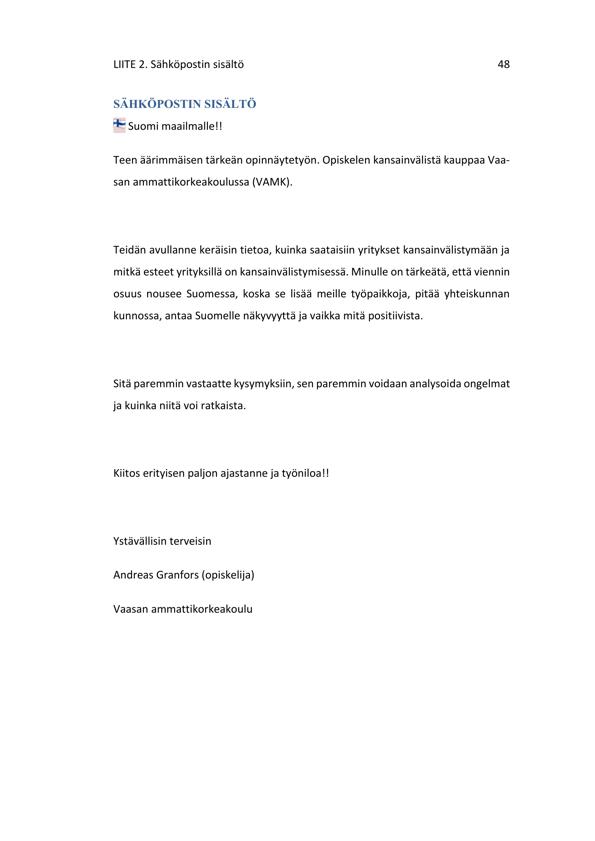 LIITE 2. Sähköpostin sisältö 48
SÄHKÖPOSTIN SISÄLTÖ
Suomi maailmalle!!
Teen äärimmäisen tärkeän opinnäytetyön. Opiskelen kansainvälistä kauppaa Vaa-
san ammattikorkeakoulussa (VAMK).
Teidän avullanne keräisin tietoa, kuinka saataisiin yritykset kansainvälistymään ja
mitkä esteet yrityksillä on kansainvälistymisessä. Minulle on tärkeätä, että viennin
osuus nousee Suomessa, koska se lisää meille työpaikkoja, pitää yhteiskunnan
kunnossa, antaa Suomelle näkyvyyttä ja vaikka mitä positiivista.
Sitä paremmin vastaatte kysymyksiin, sen paremmin voidaan analysoida ongelmat
ja kuinka niitä voi ratkaista.
Kiitos erityisen paljon ajastanne ja työniloa!!
Ystävällisin terveisin
Andreas Granfors (opiskelija)
Vaasan ammattikorkeakoulu